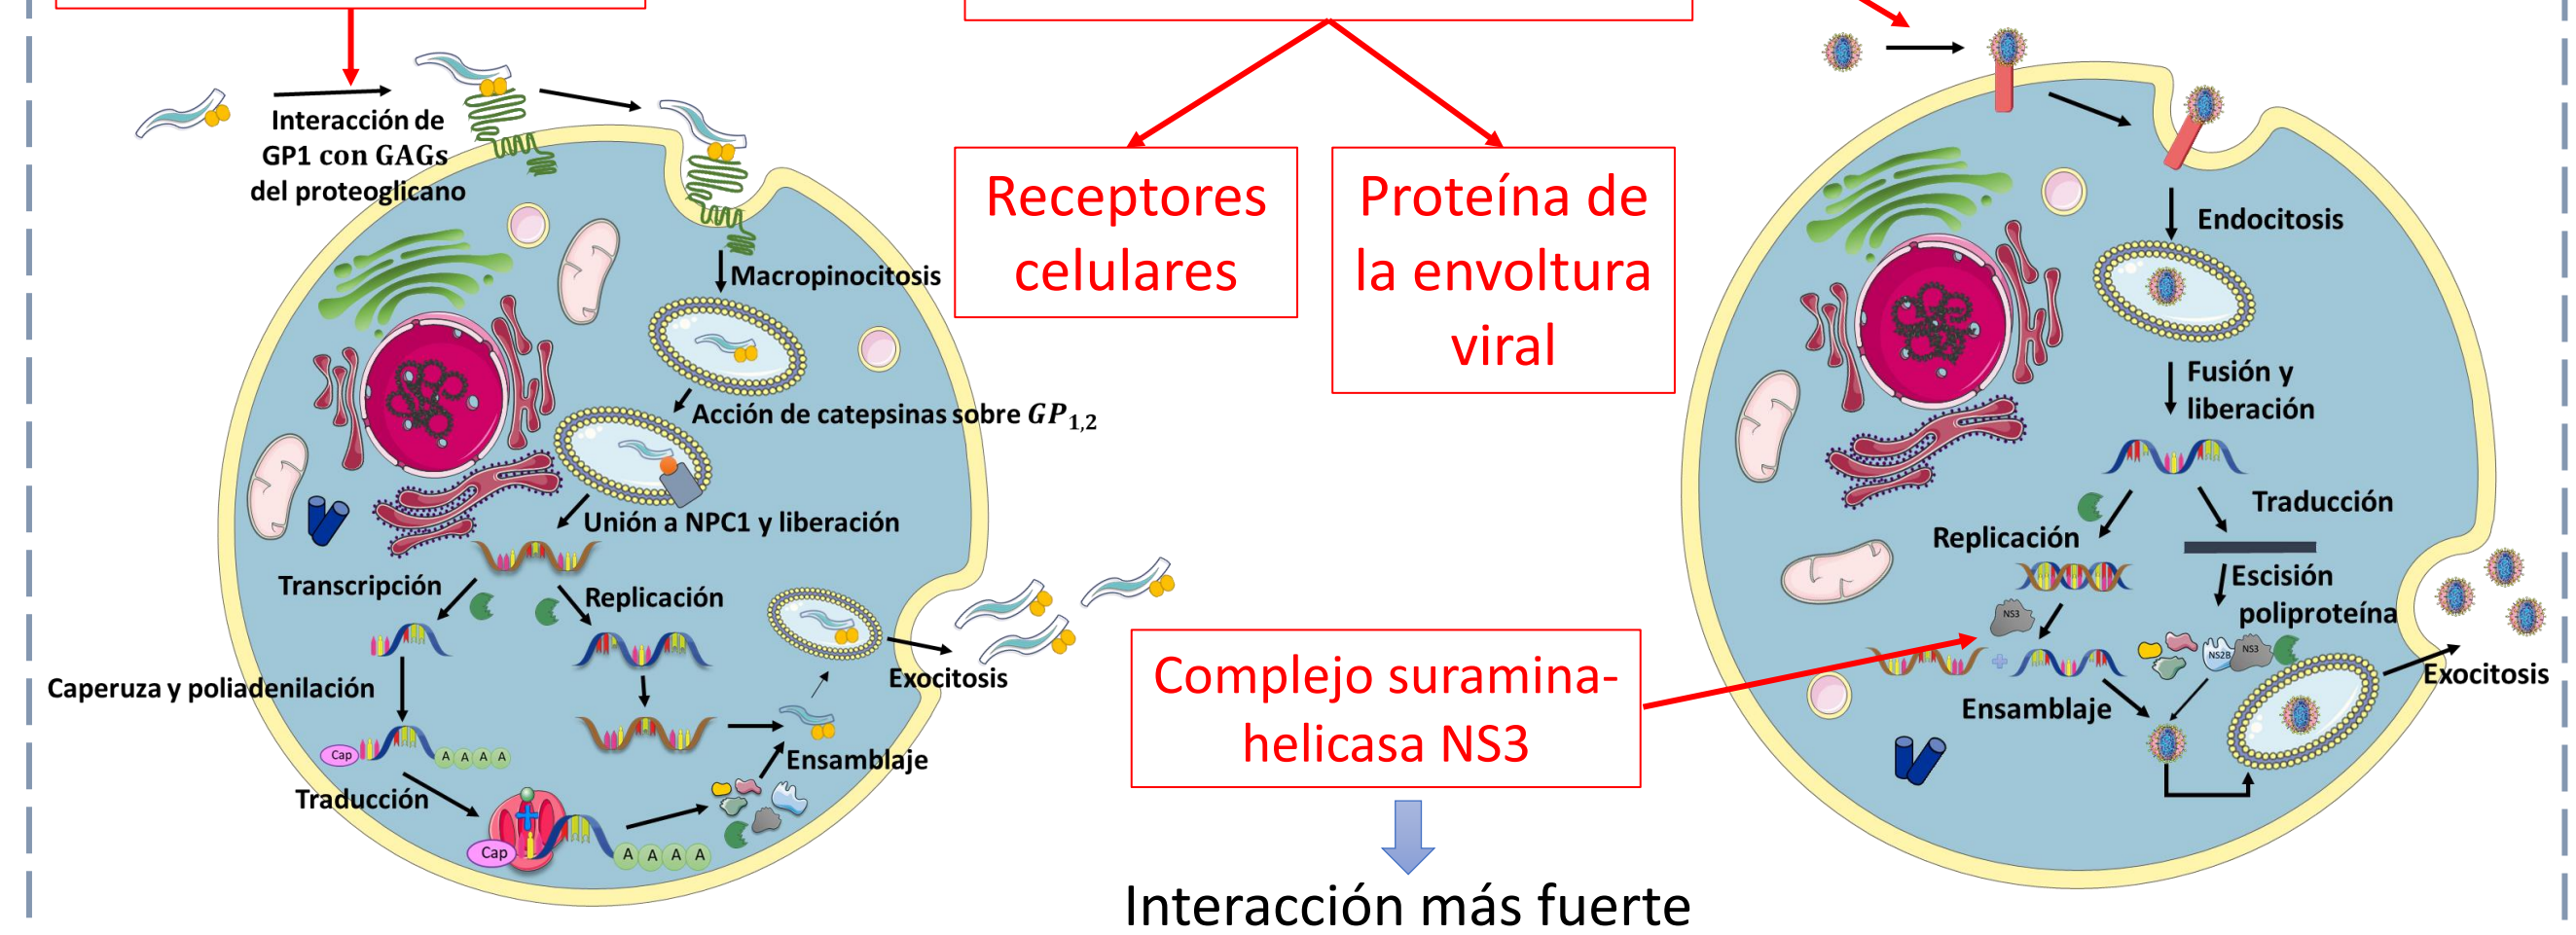 Interacción de
GP1 con GAGs
del proteoglicano
Macropinocitosis
Acción de catepsinas sobre GP1,2
Unión a NPC1 y liberación
Transcripción
Replicación
Caperuza y poliadenilación
Cap
A A A A
Traducción
Cap
A A A A
Ensamblaje
Exocitosis
Receptores
celulares
Proteína de
la envoltura
viral
Complejo suramina-
helicasa NS3
Interacción más fuerte
Endocitosis
Fusión y
liberación
Traducción
Replicación
Escisión
poliproteína
NS3
NS2B
NS3
Ensamblaje
Exocitosis